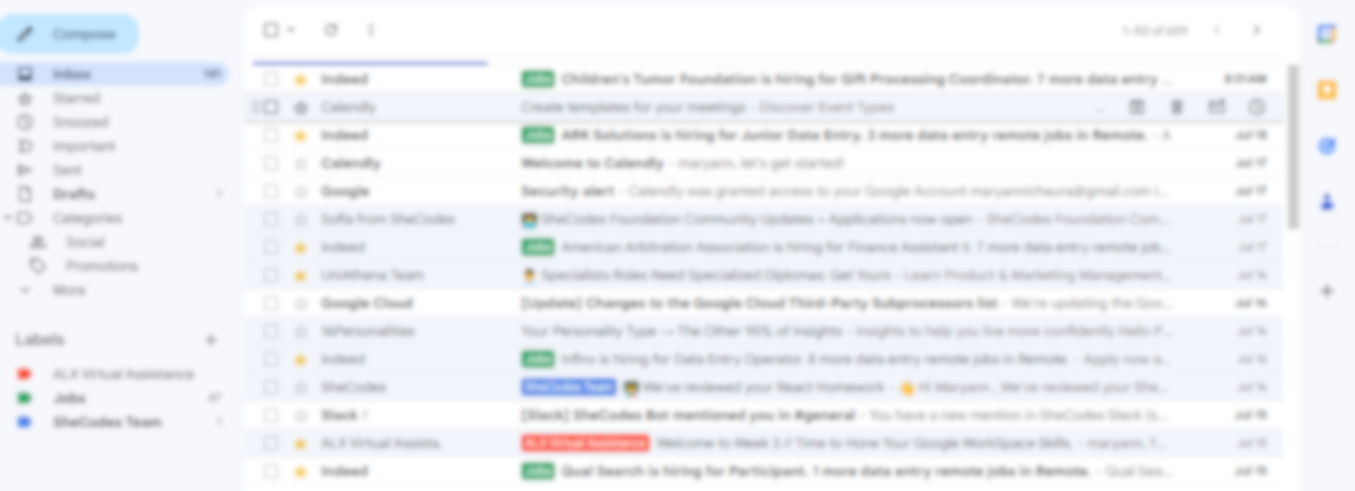 Compose
1-50 of 659
Inbox 141
Starred
Snoozed
Important
Sent
Drafts 1
Categories
Social
Promotions
More
Labels
ALX Virtual Assistance
Jobs 47
SheCodes Team 1
Indeed Jobs Children's Tumor Foundation is hiring for Gift Processing Coordinator. 7 more data entry ... 8:31 AM
Calendly Create templates for your meetings - Discover Event Types ...
Indeed Jobs ARK Solutions is hiring for Junior Data Entry. 3 more data entry remote jobs in Remote. - A Jul 18
Calendly Welcome to Calendly - maryann, let's get started! Jul 17
Google Security alert - Calendly was granted access to your Google Account maryannichaura@gmail.com I... Jul 17
Sofia from SheCodes SheCodes Foundation Community Updates + Applications now open - SheCodes Foundation Com... Jul 17
Indeed Jobs American Arbitration Association is hiring for Finance Assistant II. 7 more data entry remote job... Jul 17
UniAthena Team Specialists Roles Need Specialized Diplomas: Get Yours - Learn Product & Marketing Management... Jul 16
Google Cloud [Update] Changes to the Google Cloud Third-Party Subprocessors list - We're updating the Goo... Jul 16
16Personalities Your Personality Type → The Other 95% of Insights - Insights to help you live more confidently Hello P... Jul 16
Indeed Jobs is hiring for Data Entry Operator. 8 more data entry remote jobs in Remote. - Apply now a... Jul 16
SheCodes SheCodes Team We've reviewed your React Homework - 👋 Hi Maryann, We've reviewed your She... Jul 16
Slack [Slack] SheCodes Bot mentioned you in #general - You have a new mention in SheCodes Slack (s... Jul 15
ALX Virtual Assista. ALX Virtual Assistance Welcome to Week 3 // Time to Hone Your Google WorkSpace Skills. - maryann, Y... Jul 15
Indeed Jobs Qual Search is hiring for Participant. 1 more data entry remote jobs in Remote. - Qual Sea... Jul 15